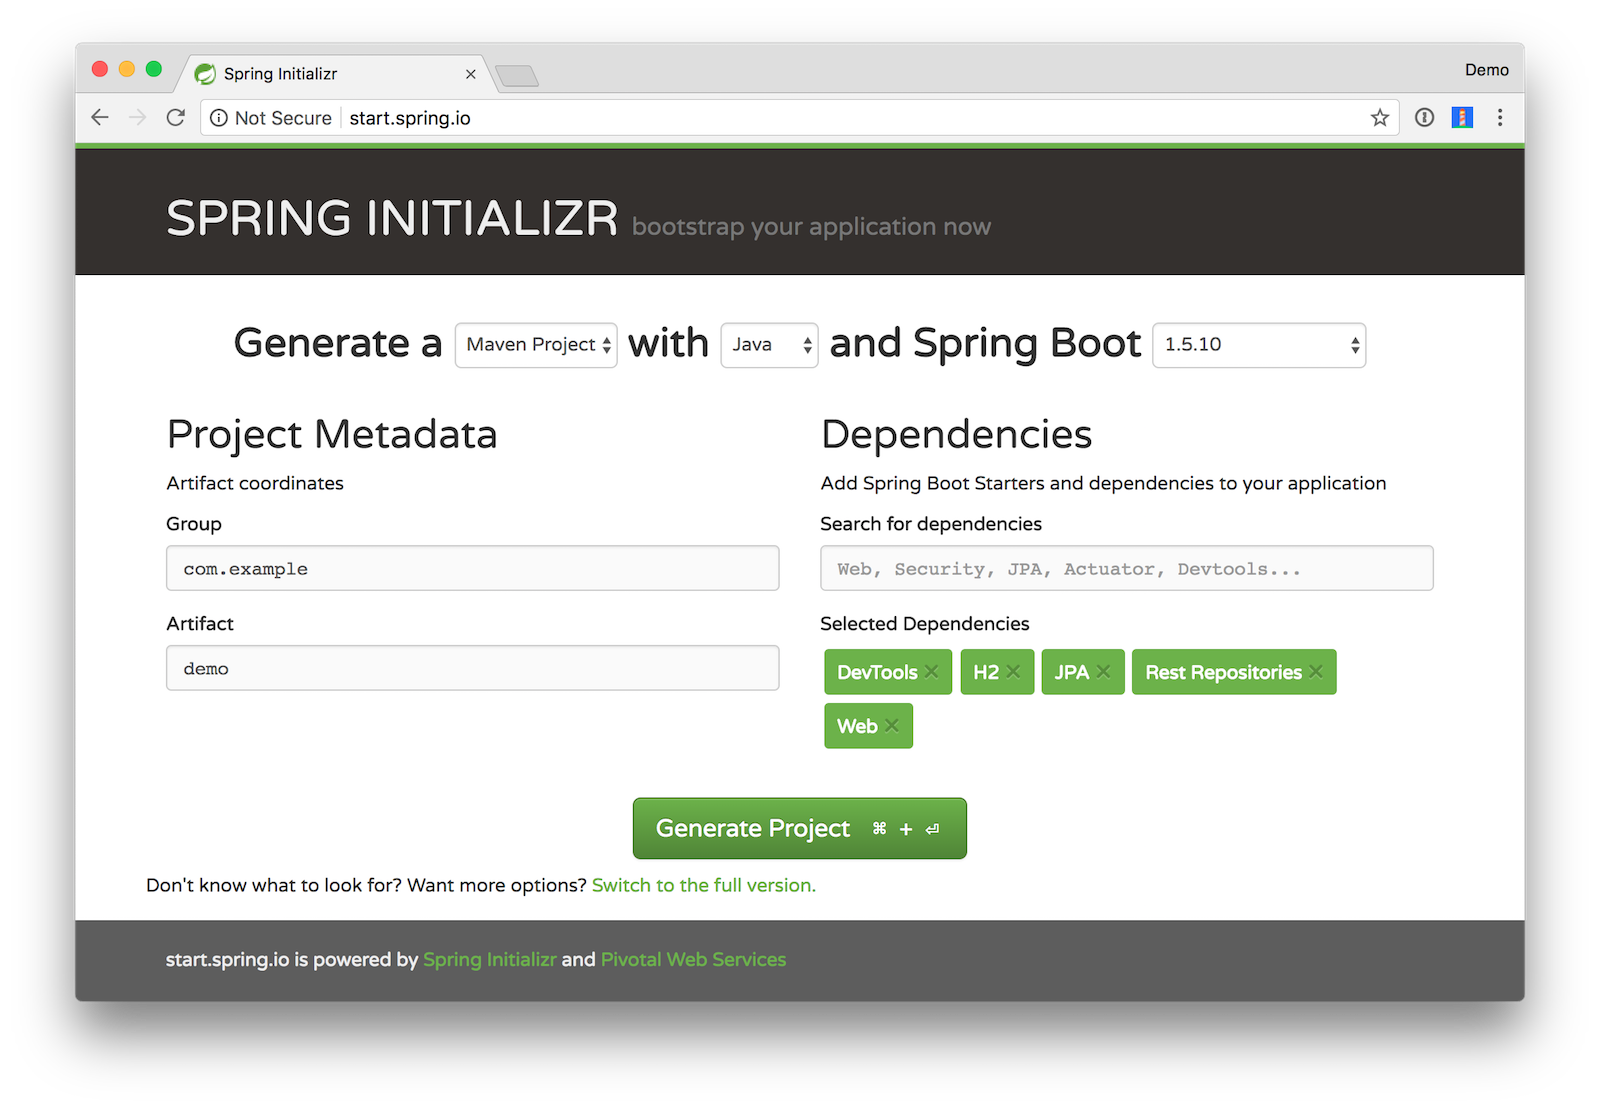 Spring Initializr
Demo
Not Secure start.spring.io
SPRING INITIALIZR bootstrap your application now
Generate a Maven Project with Java and Spring Boot 1.5.10
Project Metadata
Artifact coordinates
Group
com.example
Artifact
demo
Dependencies
Add Spring Boot Starters and dependencies to your application
Search for dependencies
Web, Security, JPA, Actuator, Devtools...
Selected Dependencies
DevTools × H2 × JPA × Rest Repositories ×
Web ×
Generate Project ⌘ + ⏎
Don't know what to look for? Want more options? Switch to the full version.
start.spring.io is powered by Spring Initializr and Pivotal Web Services